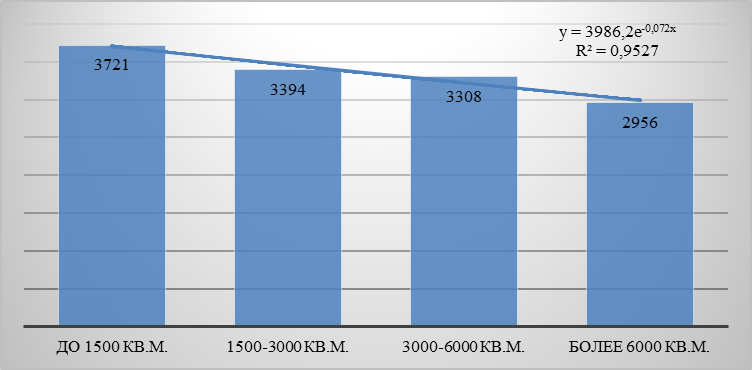 y = 3986,2e-0,072x
R² = 0,9527
3721
3394
3308
2956
ДО 1500 КВ.М.
1500-3000 КВ.М.
3000-6000 КВ.М.
БОЛЕЕ 6000 КВ.М.